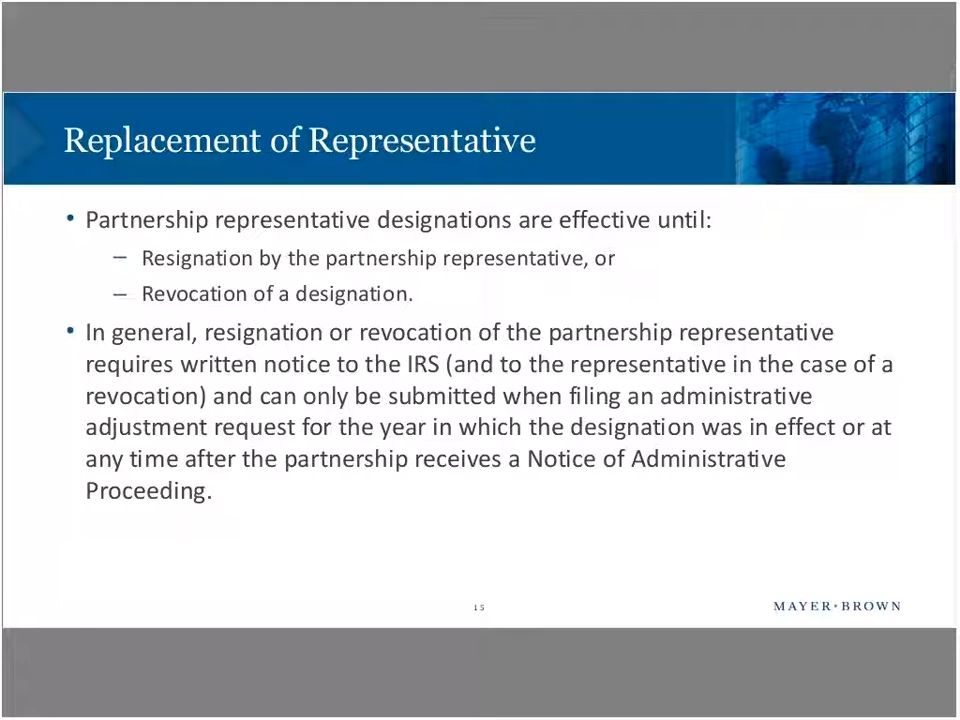 Replacement of Representative
• Partnership representative designations are effective until:
– Resignation by the partnership representative, or
– Revocation of a designation.
• In general, resignation or revocation of the partnership representative
requires written notice to the IRS (and to the representative in the case of a
revocation) and can only be submitted when filing an administrative
adjustment request for the year in which the designation was in effect or at
any time after the partnership receives a Notice of Administrative
Proceeding.
15
MAYER•BROWN